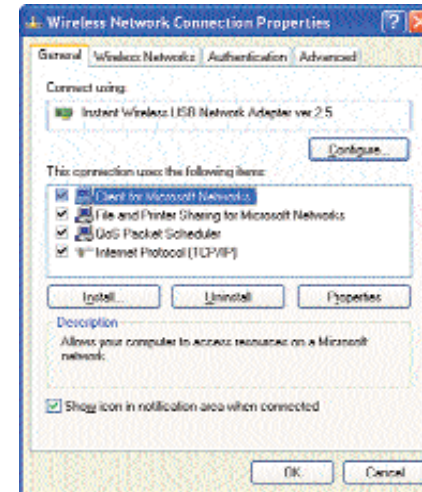 Wireless Network Connection Properties
General Wireless Networks Authentication Advanced
Connect using:
Instant Wireless USB Network Adapter ver.2.5
Configure...
This connection uses the following items:
Client for Microsoft Networks
File and Printer Sharing for Microsoft Networks
QoS Packet Scheduler
Internet Protocol (TCP/IP)
Install... Uninstall Properties
Description
Allows your computer to access resources on a Microsoft
network.
Show icon in notification area when connected
OK Cancel